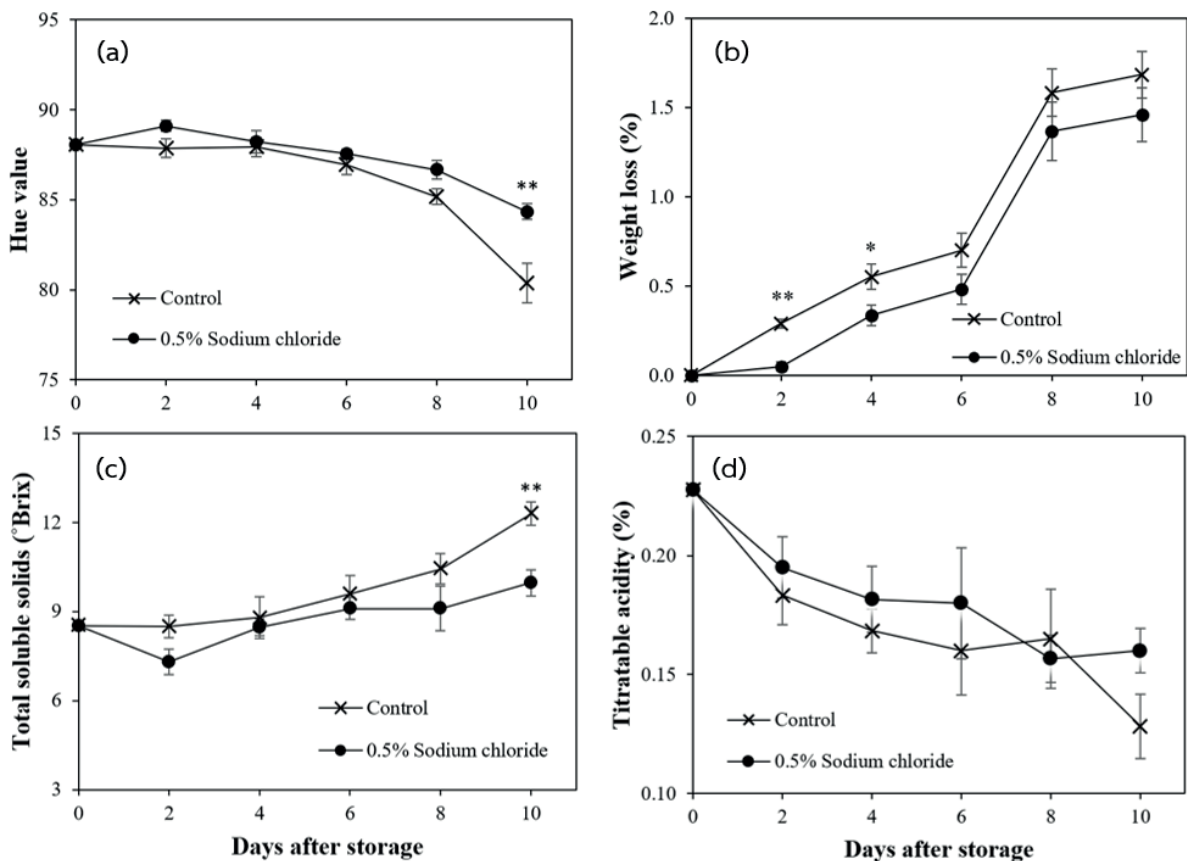 (a)
Hue value
95
90
85
80
75
**
Control
0.5% Sodium chloride
0 2 4 6 8 10
(b)
Weight loss (%)
2.0
1.5
1.0
0.5
0.0
**
*
Control
0.5% Sodium chloride
0 2 4 6 8 10
(c)
Total soluble solids (°Brix)
15
12
9
6
3
**
Control
0.5% Sodium chloride
0 2 4 6 8 10
Days after storage
(d)
Titratable acidity (%)
0.25
0.20
0.15
0.10
Control
0.5% Sodium chloride
0 2 4 6 8 10
Days after storage